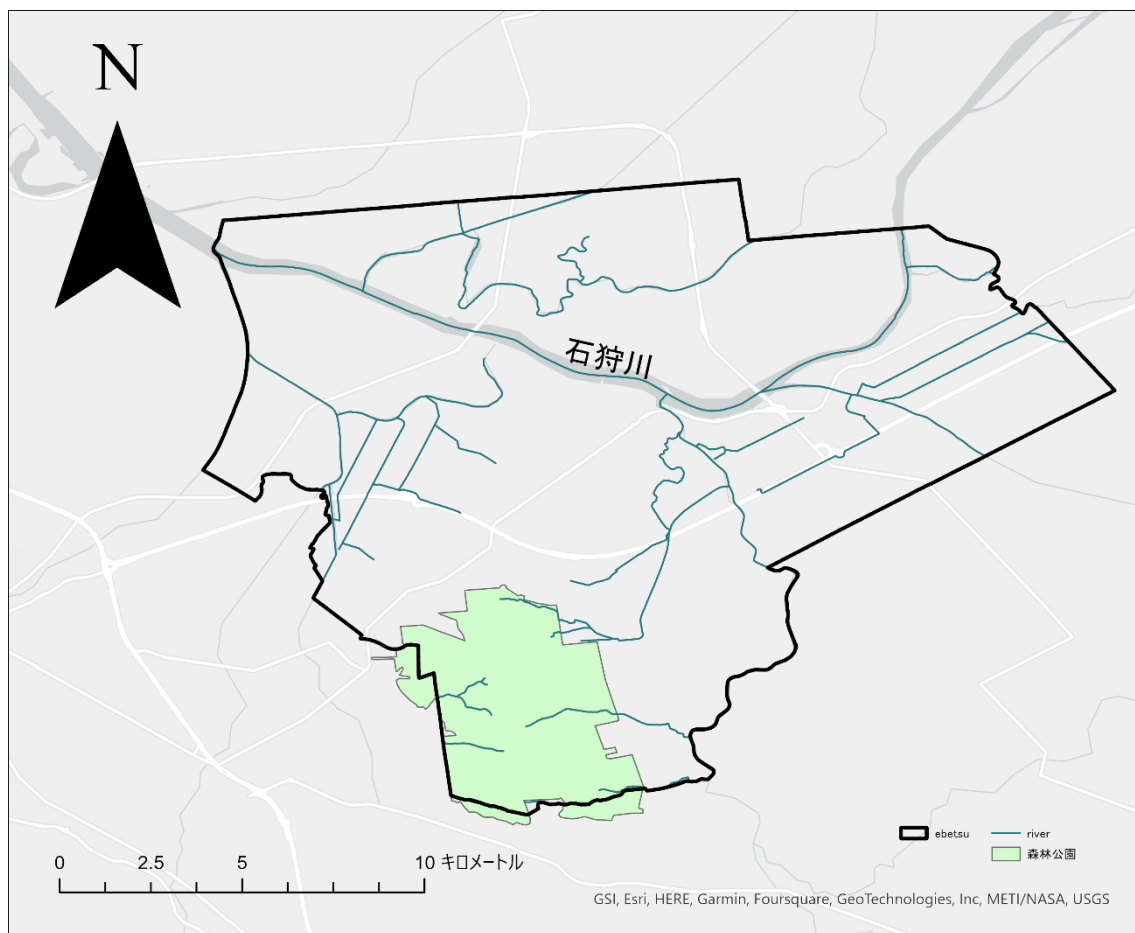 N
石狩川
0 2.5 5 10 キロメートル
ebetsu river
森林公園
GSI, Esri, HERE, Garmin, Foursquare, GeoTechnologies, Inc, METI/NASA, USGS